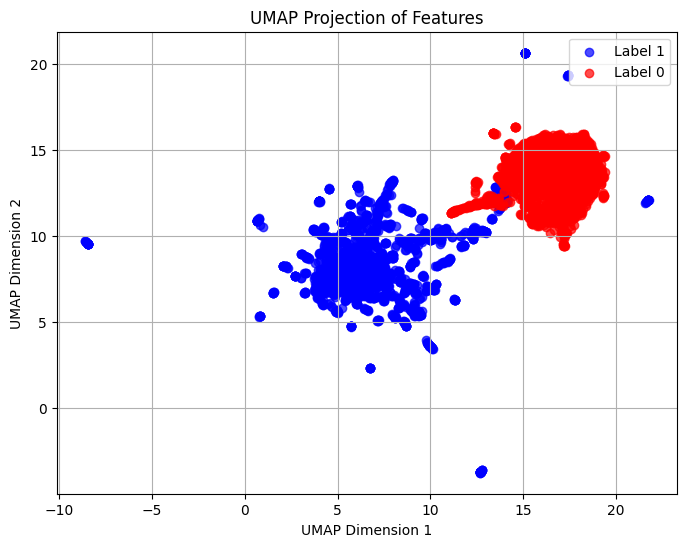 UMAP Projection of Features
Label 1
Label 0
UMAP Dimension 2
20
15
10
5
0
−10
−5
0
5
10
15
20
UMAP Dimension 1